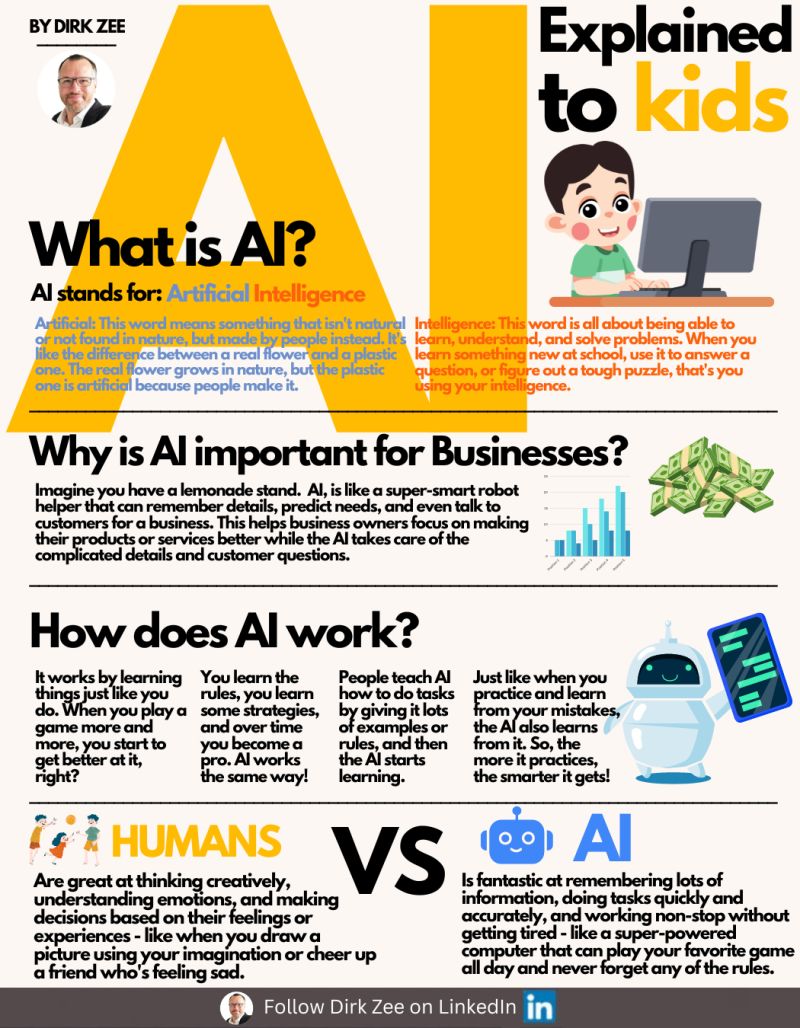 BY DIRK ZEE
AI
Explained
to kids
What is AI?
AI stands for: Artificial Intelligence
Artificial: This word means something that isn't natural
or not found in nature, but made by people instead. It's
like the difference between a real flower and a plastic
one. The real flower grows in nature, but the plastic
one is artificial because people make it.
Intelligence: This word is all about being able to
learn, understand, and solve problems. When you
learn something new at school, use it to answer a
question, or figure out a tough puzzle, that's you
using your intelligence.
Why is AI important for Businesses?
Imagine you have a lemonade stand. AI, is like a super-smart robot
helper that can remember details, predict needs, and even talk to
customers for a business. This helps business owners focus on making
their products or services better while the AI takes care of the
complicated details and customer questions.
How does AI work?
It works by learning
things just like you
do. When you play a
game more and
more, you start to
get better at it,
right?
You learn the
rules, you learn
some strategies,
and over time
you become a
pro. AI works
the same way!
People teach AI
how to do tasks
by giving it lots
of examples or
rules, and then
the AI starts
learning.
Just like when you
practice and learn
from your mistakes,
the AI also learns
from it. So, the
more it practices,
the smarter it gets!
HUMANS
Are great at thinking creatively,
understanding emotions, and making
decisions based on their feelings or
experiences - like when you draw a
picture using your imagination or cheer up
a friend who's feeling sad.
VS
AI
Is fantastic at remembering lots of
information, doing tasks quickly and
accurately, and working non-stop without
getting tired - like a super-powered
computer that can play your favorite game
all day and never forget any of the rules.
Follow Dirk Zee on LinkedIn in